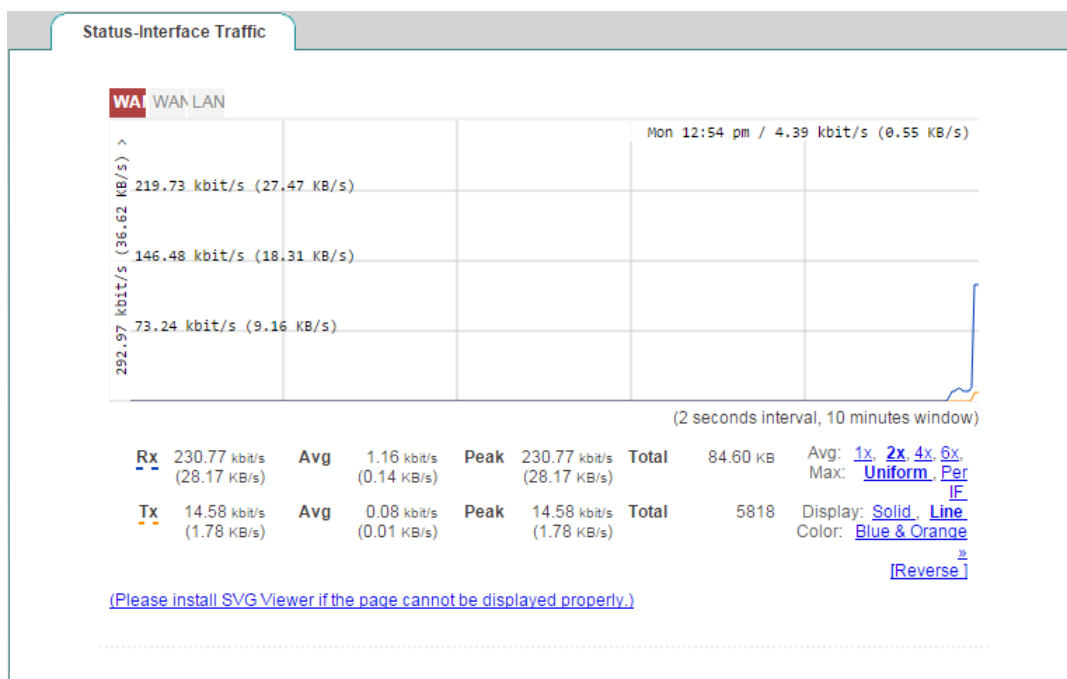 Status-Interface Traffic
WAN WAN LAN
Mon 12:54 pm / 4.39 kbit/s (0.55 KB/s)
292.97 kbit/s (36.62 KB/s) >
219.73 kbit/s (27.47 KB/s)
146.48 kbit/s (18.31 KB/s)
73.24 kbit/s (9.16 KB/s)
(2 seconds interval, 10 minutes window)
Rx 230.77 kbit/s Avg 1.16 kbit/s Peak 230.77 kbit/s Total 84.60 KB Avg: 1x, 2x, 4x, 6x,
(28.17 KB/s) (0.14 KB/s) (28.17 KB/s) Max: Uniform , Per
IF
Tx 14.58 kbit/s Avg 0.08 kbit/s Peak 14.58 kbit/s Total 5818 Display: Solid , Line
(1.78 KB/s) (0.01 KB/s) (1.78 KB/s) Color: Blue & Orange
»
[Reverse ]
(Please install SVG Viewer if the page cannot be displayed properly.)